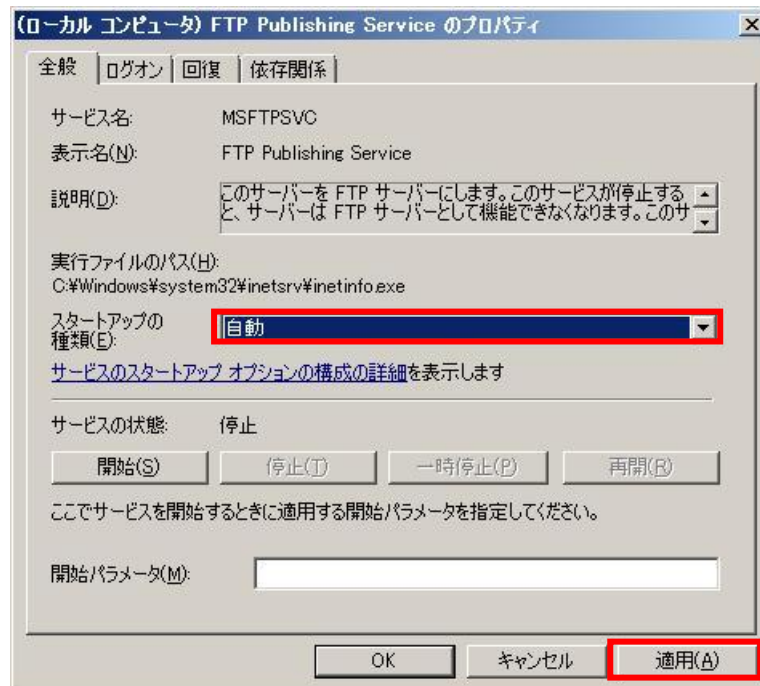 (ローカル コンピュータ) FTP Publishing Service のプロパティ
全般 ログオン 回復 依存関係
サービス名: MSFTPSVC
表示名(N): FTP Publishing Service
説明(D): このサーバーを FTP サーバーにします。このサービスが停止する
と、サーバーは FTP サーバーとして機能できなくなります。このサ
実行ファイルのパス(H):
C:¥Windows¥system32¥inetsrv¥inetinfo.exe
スタートアップの
種類(E): 自動
サービスのスタートアップ オプションの構成の詳細を表示します
サービスの状態: 停止
開始(S) 停止(T) 一時停止(P) 再開(R)
ここでサービスを開始するときに適用する開始パラメータを指定してください。
開始パラメータ(M):
OK キャンセル 適用(A)